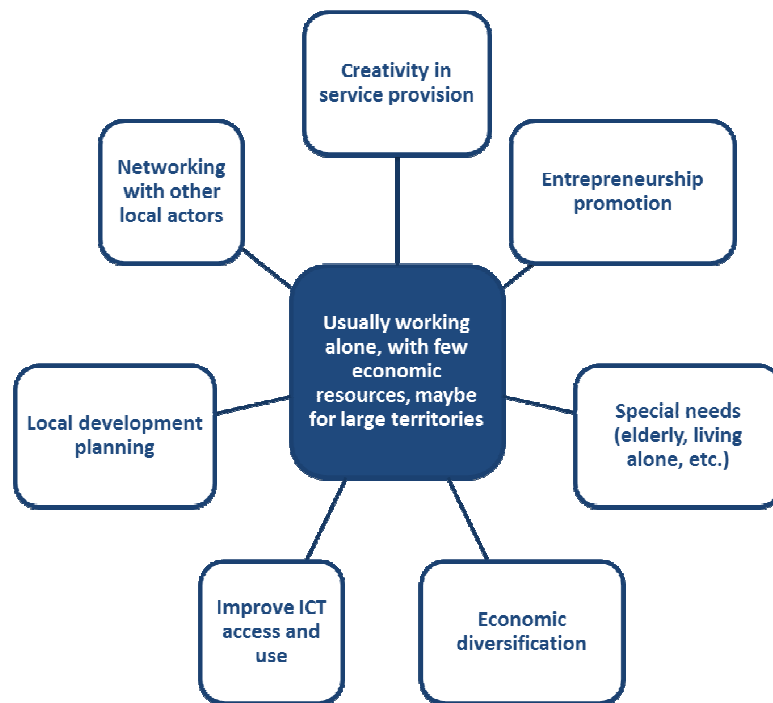 Creativity in
service provision
Entrepreneurship
promotion
Special needs
(elderly, living
alone, etc.)
Economic
diversification
Improve ICT
access and
use
Local development
planning
Networking
with other
local actors
Usually working
alone, with few
economic
resources, maybe
for large territories